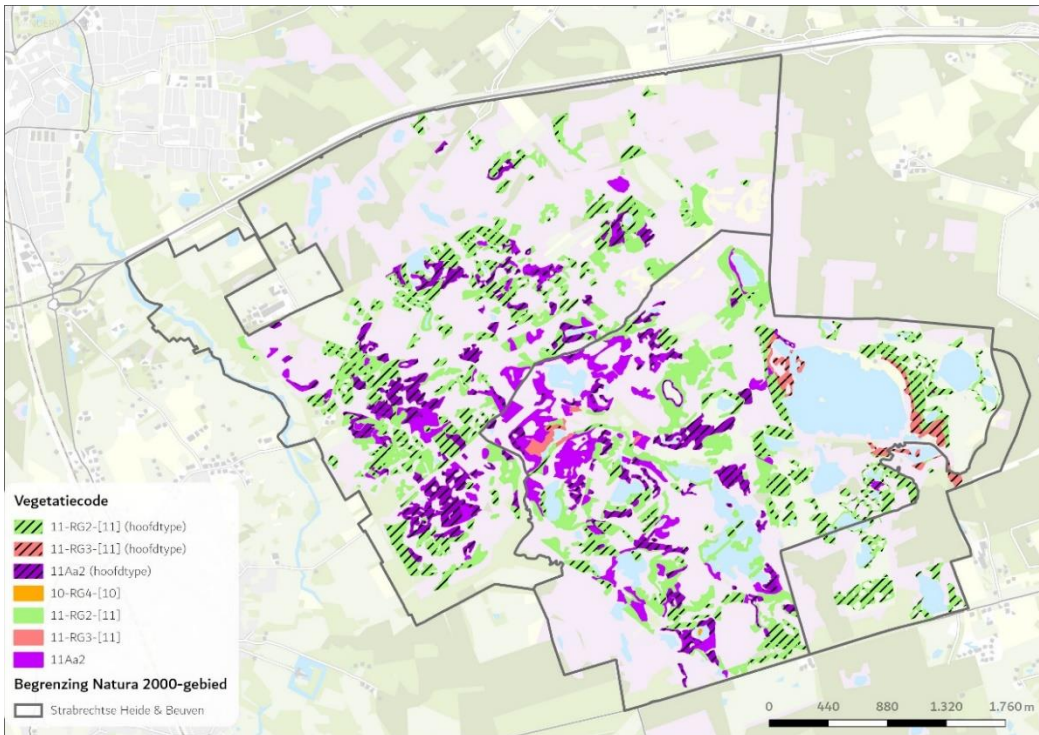 Vegetatiecode
11-RG2-[11] (hoofdtype)
11-RG3-[11] (hoofdtype)
11Aa2 (hoofdtype)
10-RG4-[10]
11-RG2-[11]
11-RG3-[11]
11Aa2
Begrenzing Natura 2000-gebied
Strabrechtse Heide & Beuven
0 440 880 1.320 1.760 m